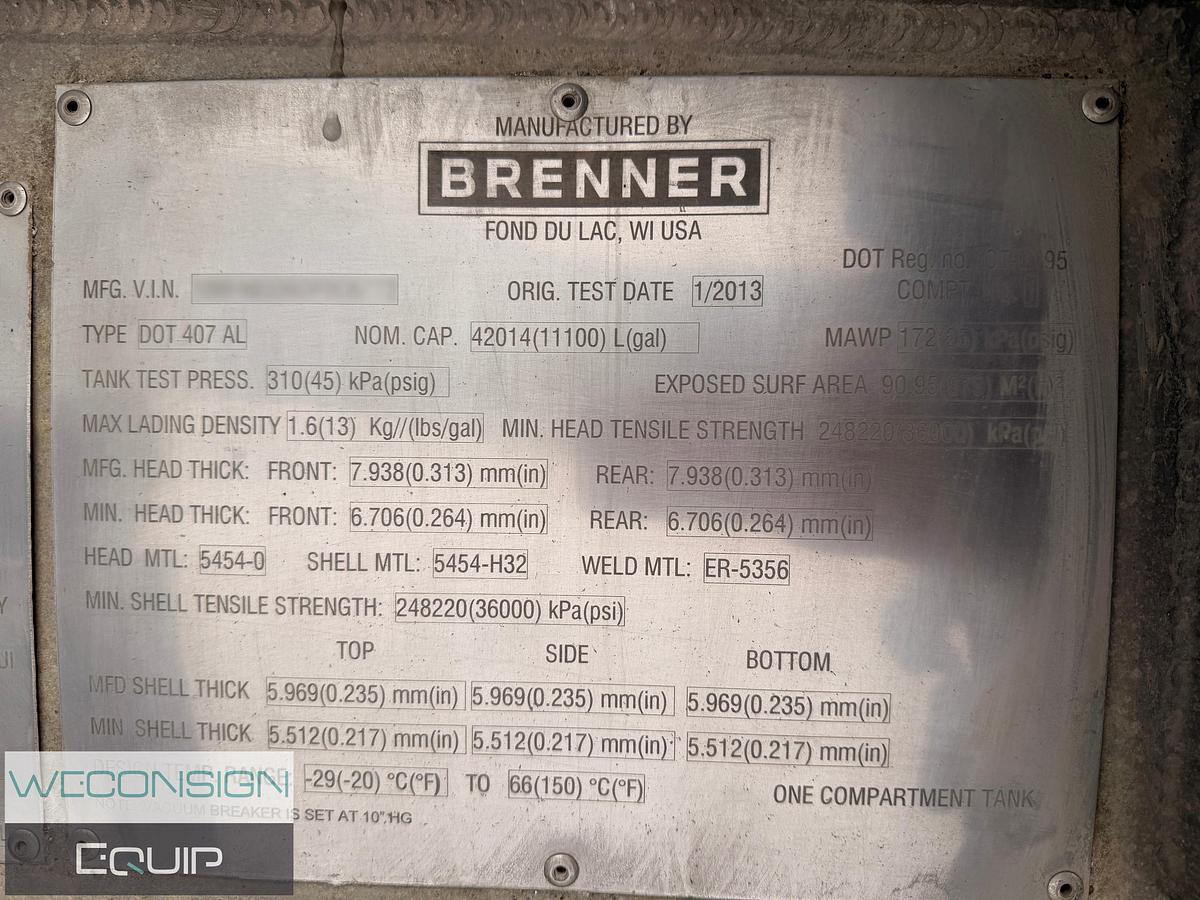 MANUFACTURED BY
BRENNER
FOND DU LAC, WI USA
DOT Reg. no. 95
MFG. V.I.N. ORIG. TEST DATE 1/2013
TYPE DOT 407 AL NOM. CAP. 42014(11100) L(gal) MAWP
TANK TEST PRESS. 310(45) kPa(psig) EXPOSED SURF AREA
MAX LADING DENSITY 1.6(13) Kg//(lbs/gal) MIN. HEAD TENSILE STRENGTH
MFG. HEAD THICK: FRONT: 7.938(0.313) mm(in) REAR: 7.938(0.313) mm(in)
MIN. HEAD THICK: FRONT: 6.706(0.264) mm(in) REAR: 6.706(0.264) mm(in)
HEAD MTL: 5454-0 SHELL MTL: 5454-H32 WELD MTL: ER-5356
MIN. SHELL TENSILE STRENGTH: 248220(36000) kPa(psi)
TOP SIDE BOTTOM
MFD SHELL THICK 5.969(0.235) mm(in) 5.969(0.235) mm(in) 5.969(0.235) mm(in)
MIN SHELL THICK 5.512(0.217) mm(in) 5.512(0.217) mm(in) 5.512(0.217) mm(in)
RANGE -29(-20) °C(°F) TO 66(150) °C(°F) ONE COMPARTMENT TANK
BREAKER IS SET AT 10".HG
WECONSIGN
EQUIP